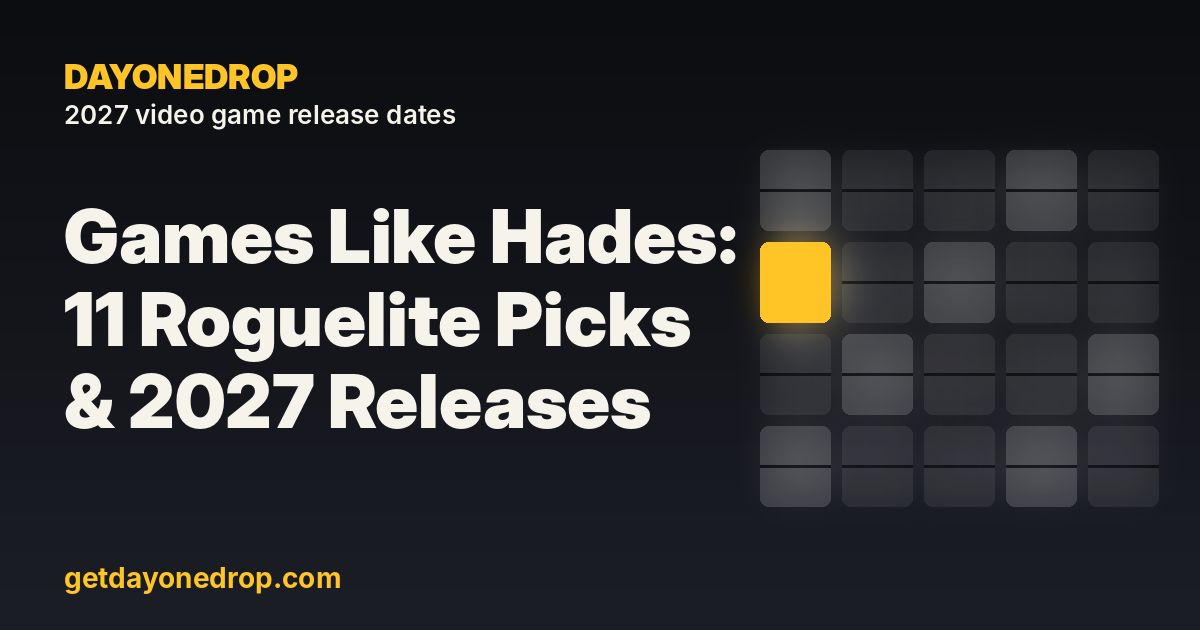 DAYONEDROP
2027 video game release dates
Games Like Hades:
11 Roguelite Picks
& 2027 Releases
getdayonedrop.com